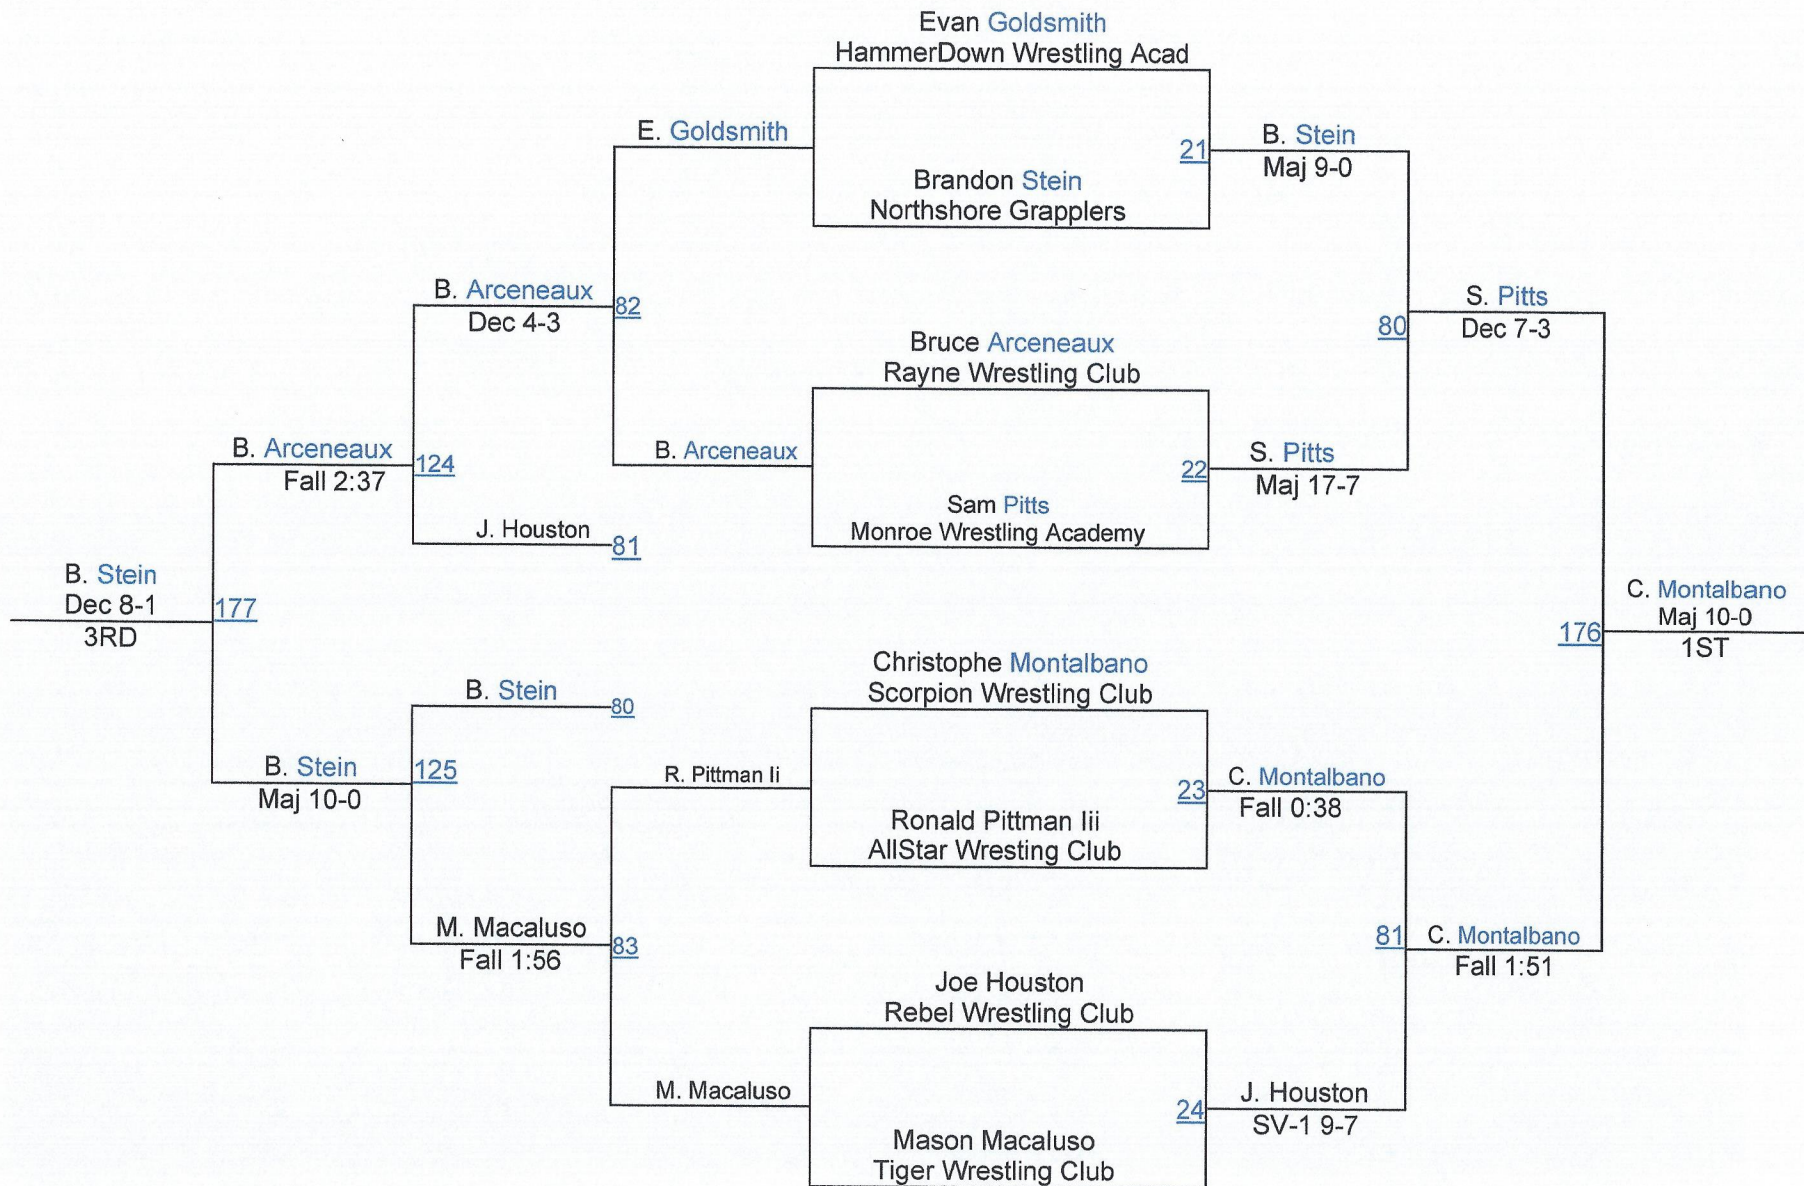 Evan Goldsmith
HammerDown Wrestling Acad
E. Goldsmith
21
B. Stein
Maj 9-0
Brandon Stein
Northshore Grapplers
B. Arceneaux
Dec 4-3
82
S. Pitts
Dec 7-3
80
Bruce Arceneaux
Rayne Wrestling Club
B. Arceneaux
Fall 2:37
124
B. Arceneaux
22
S. Pitts
Maj 17-7
Sam Pitts
Monroe Wrestling Academy
J. Houston
81
B. Stein
Dec 8-1
3RD
177
C. Montalbano
Maj 10-0
1ST
176
Christophe Montalbano
Scorpion Wrestling Club
B. Stein
80
B. Stein
Maj 10-0
125
R. Pittman Ii
23
C. Montalbano
Fall 0:38
Ronald Pittman Iii
AllStar Wresting Club
M. Macaluso
Fall 1:56
83
81
C. Montalbano
Fall 1:51
Joe Houston
Rebel Wrestling Club
M. Macaluso
24
J. Houston
SV-1 9-7
Mason Macaluso
Tiger Wrestling Club